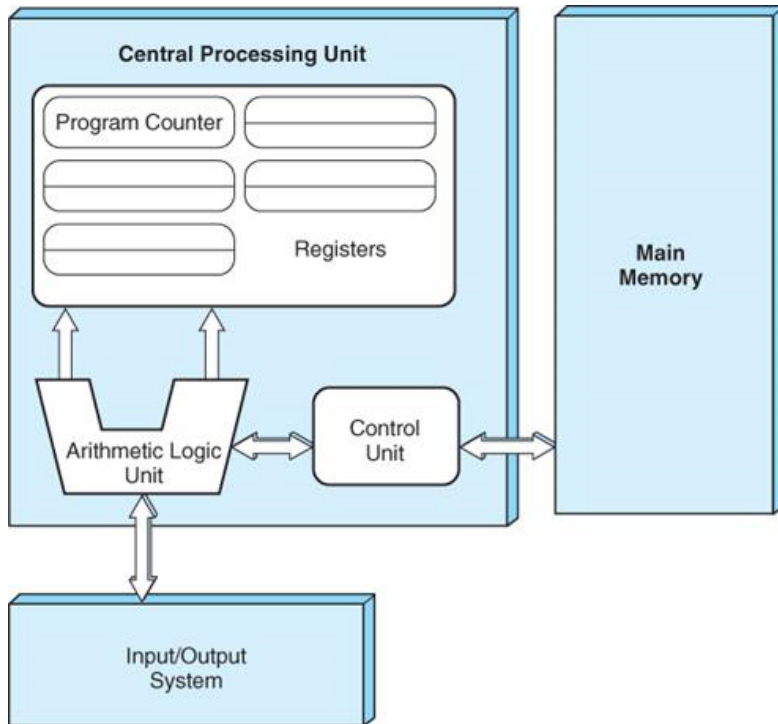 Central Processing Unit
Program Counter
Registers
Main
Memory
Arithmetic Logic
Unit
Control
Unit
Input/Output
System